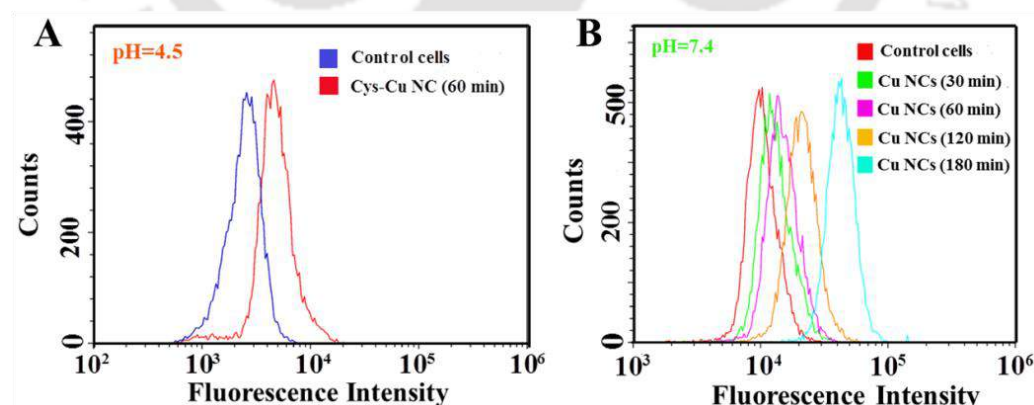 A
pH=4.5
Control cells
Cys-Cu NC (60 min)
Counts
400
200
0
10²
10³
10⁴
10⁵
10⁶
Fluorescence Intensity
B
pH=7.4
Control cells
Cu NCs (30 min)
Cu NCs (60 min)
Cu NCs (120 min)
Cu NCs (180 min)
Counts
500
200
0
10³
10⁴
10⁵
10⁶
Fluorescence Intensity